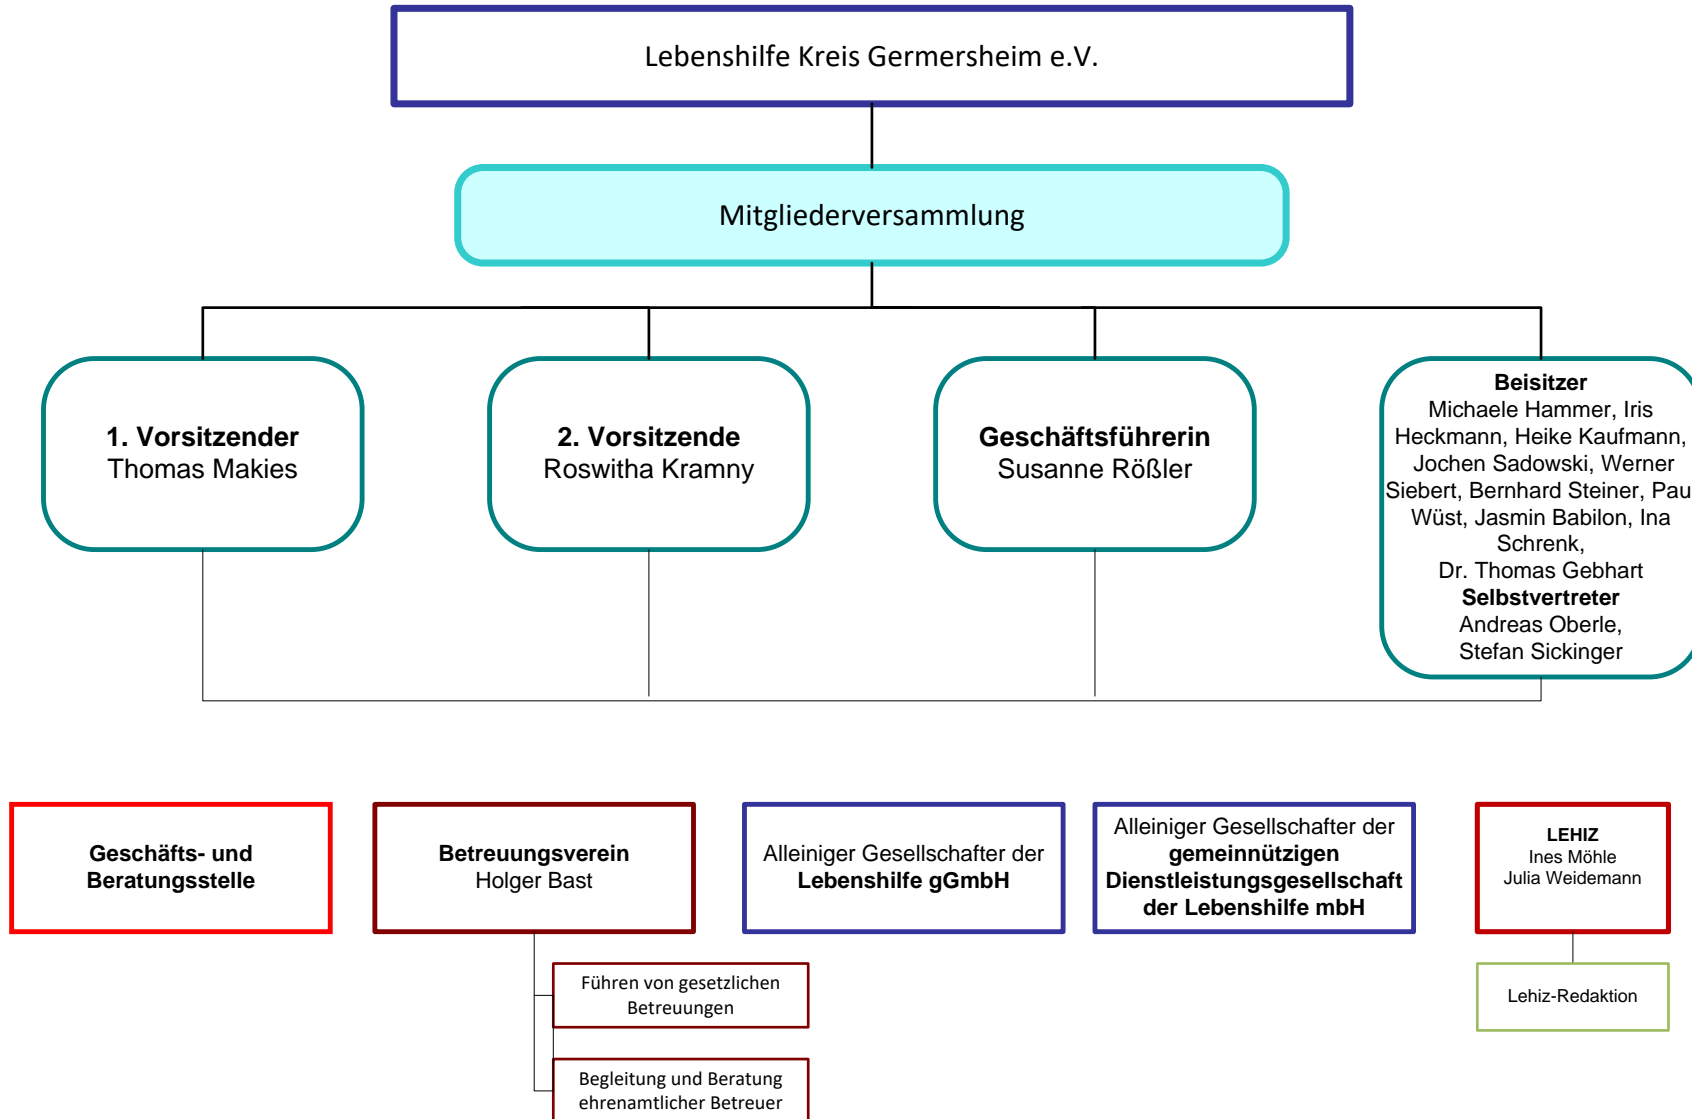 Lebenshilfe Kreis Germersheim e.V.
Mitgliederversammlung
1. Vorsitzender
Thomas Makies
2. Vorsitzende
Roswitha Kramny
Geschäftsführerin
Susanne Rößler
Beisitzer
Michaele Hammer, Iris
Heckmann, Heike Kaufmann,
Jochen Sadowski, Werner
Siebert, Bernhard Steiner, Pau
Wüst, Jasmin Babilon, Ina
Schrenk,
Dr. Thomas Gebhart
Selbstvertreter
Andreas Oberle,
Stefan Sickinger
Geschäfts- und
Beratungsstelle
Betreuungsverein
Holger Bast
Führen von gesetzlichen
Betreuungen
Begleitung und Beratung
ehrenamtlicher Betreuer
Alleiniger Gesellschafter der
Lebenshilfe gGmbH
Alleiniger Gesellschafter der
gemeinnützigen
Dienstleistungsgesellschaft
der Lebenshilfe mbH
LEHIZ
Ines Möhle
Julia Weidemann
Lehiz-Redaktion